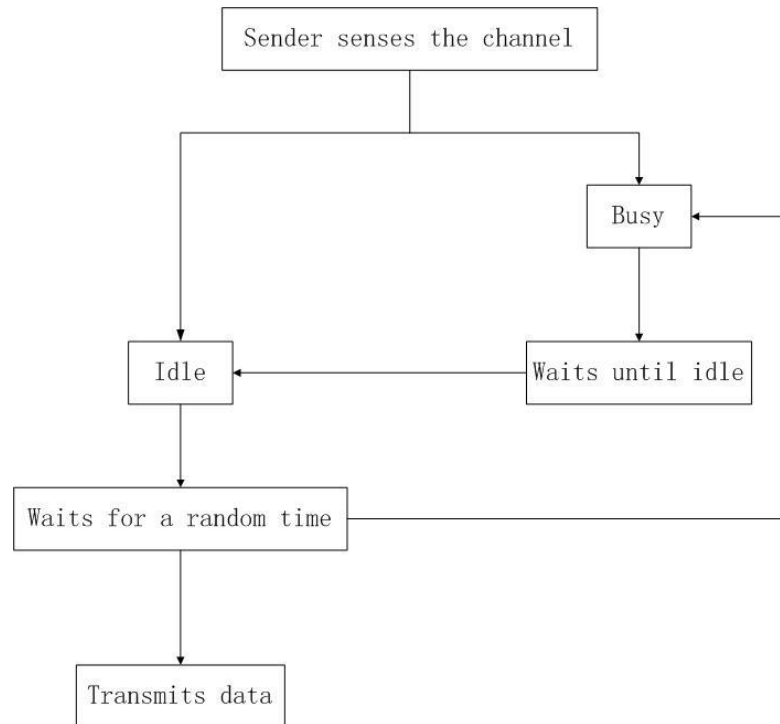 Sender senses the channel
Busy
Idle
Waits until idle
Waits for a random time
Transmits data